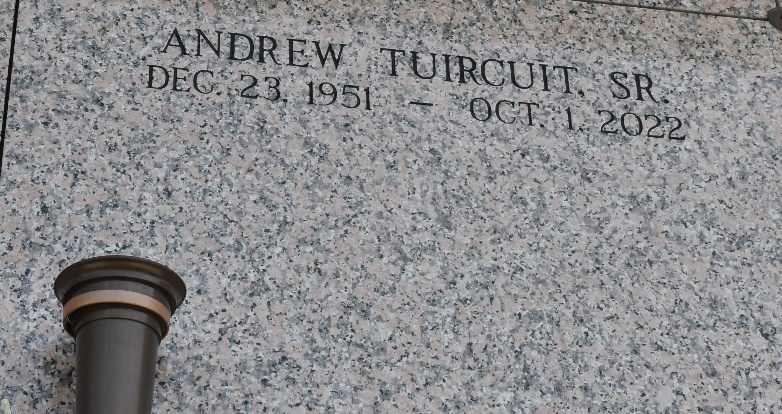 ANDREW TUIRCUIT, SR.
DEC. 23, 1951 – OCT. 1, 2022